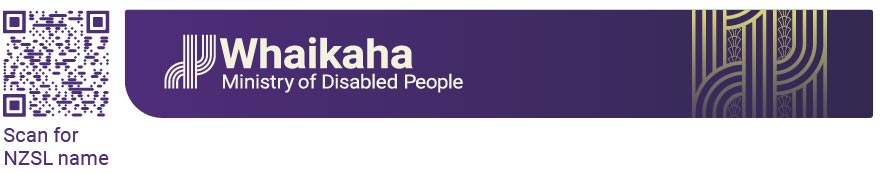 Whaikaha
Ministry of Disabled People
Scan for
NZSL name